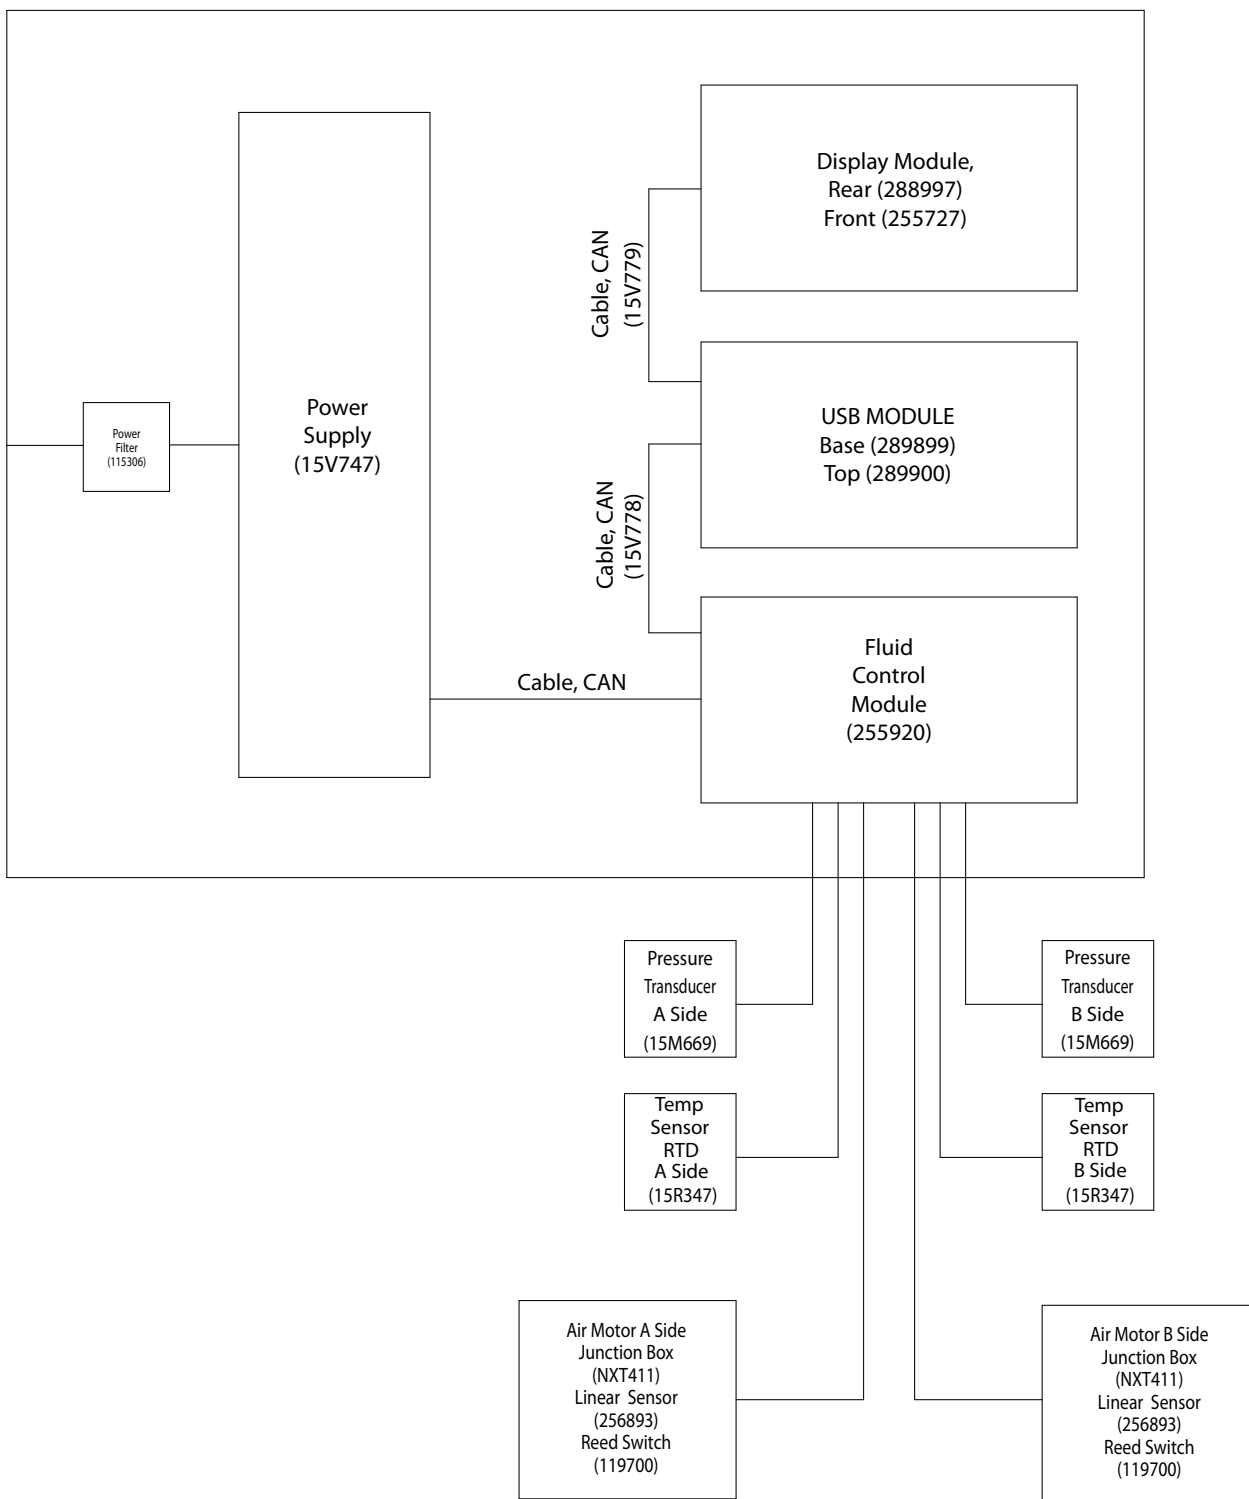 Display Module,
Rear (288997)
Front (255727)
Cable, CAN
(15V779)
Power
Filter
(115306)
Power
Supply
(15V747)
USB MODULE
Base (289899)
Top (289900)
Cable, CAN
(15V778)
Fluid
Control
Module
(255920)
Cable, CAN
Pressure
Transducer
A Side
(15M669)
Pressure
Transducer
B Side
(15M669)
Temp
Sensor
RTD
A Side
(15R347)
Temp
Sensor
RTD
B Side
(15R347)
Air Motor A Side
Junction Box
(NXT411)
Linear Sensor
(256893)
Reed Switch
(119700)
Air Motor B Side
Junction Box
(NXT411)
Linear Sensor
(256893)
Reed Switch
(119700)